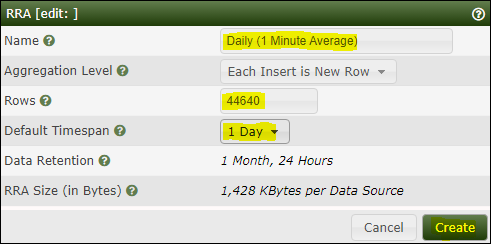 RRA [edit: ]
Name Daily (1 Minute Average)
Aggregation Level Each Insert is New Row
Rows 44640
Default Timespan 1 Day
Data Retention 1 Month, 24 Hours
RRA Size (in Bytes) 1,428 KBytes per Data Source
Cancel Create